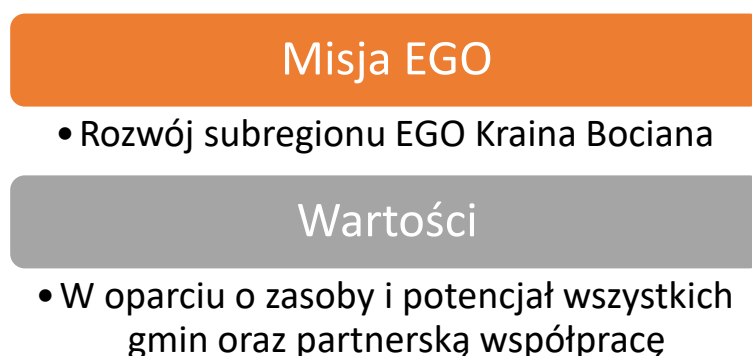 Misja EGO
• Rozwój subregionu EGO Kraina Bociana
Wartości
• W oparciu o zasoby i potencjał wszystkich
gmin oraz partnerską współpracę